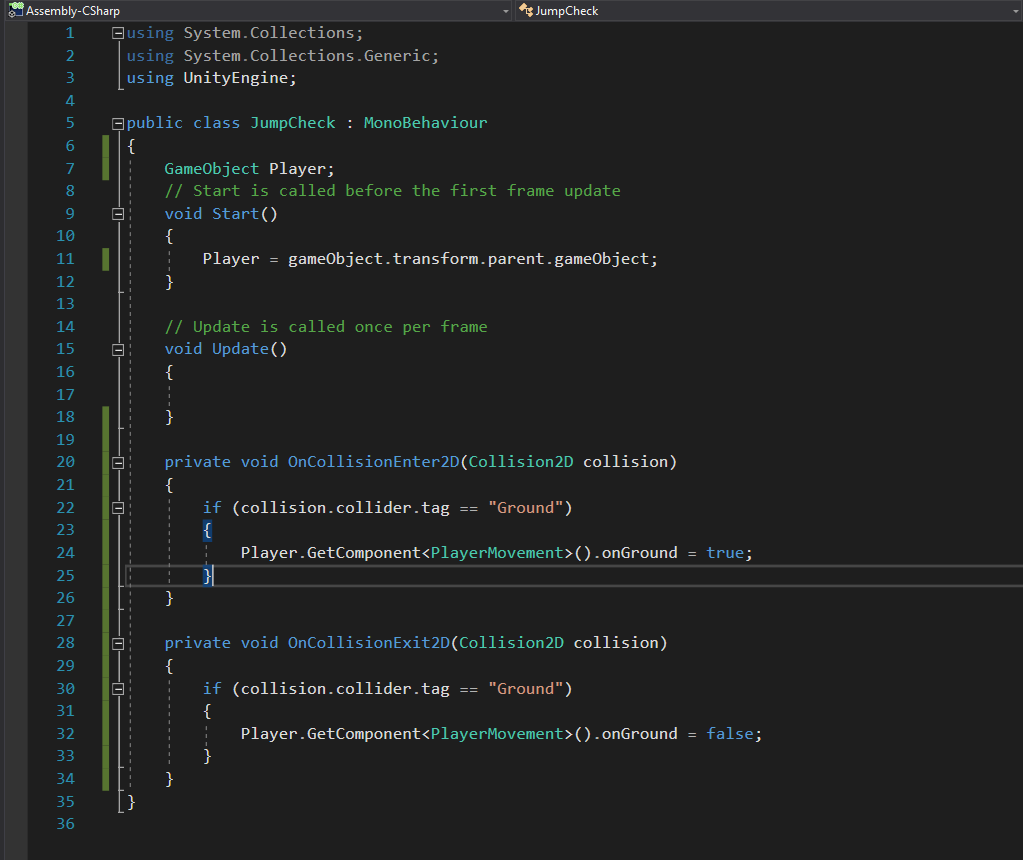 Assembly-CSharp JumpCheck
1 using System.Collections;
2 using System.Collections.Generic;
3 using UnityEngine;
4
5 public class JumpCheck : MonoBehaviour
6 {
7 GameObject Player;
8 // Start is called before the first frame update
9 void Start()
10 {
11 Player = gameObject.transform.parent.gameObject;
12 }
13
14 // Update is called once per frame
15 void Update()
16 {
17
18 }
19
20 private void OnCollisionEnter2D(Collision2D collision)
21 {
22 if (collision.collider.tag == "Ground")
23 {
24 Player.GetComponent<PlayerMovement>().onGround = true;
25 }
26 }
27
28 private void OnCollisionExit2D(Collision2D collision)
29 {
30 if (collision.collider.tag == "Ground")
31 {
32 Player.GetComponent<PlayerMovement>().onGround = false;
33 }
34 }
35 }
36